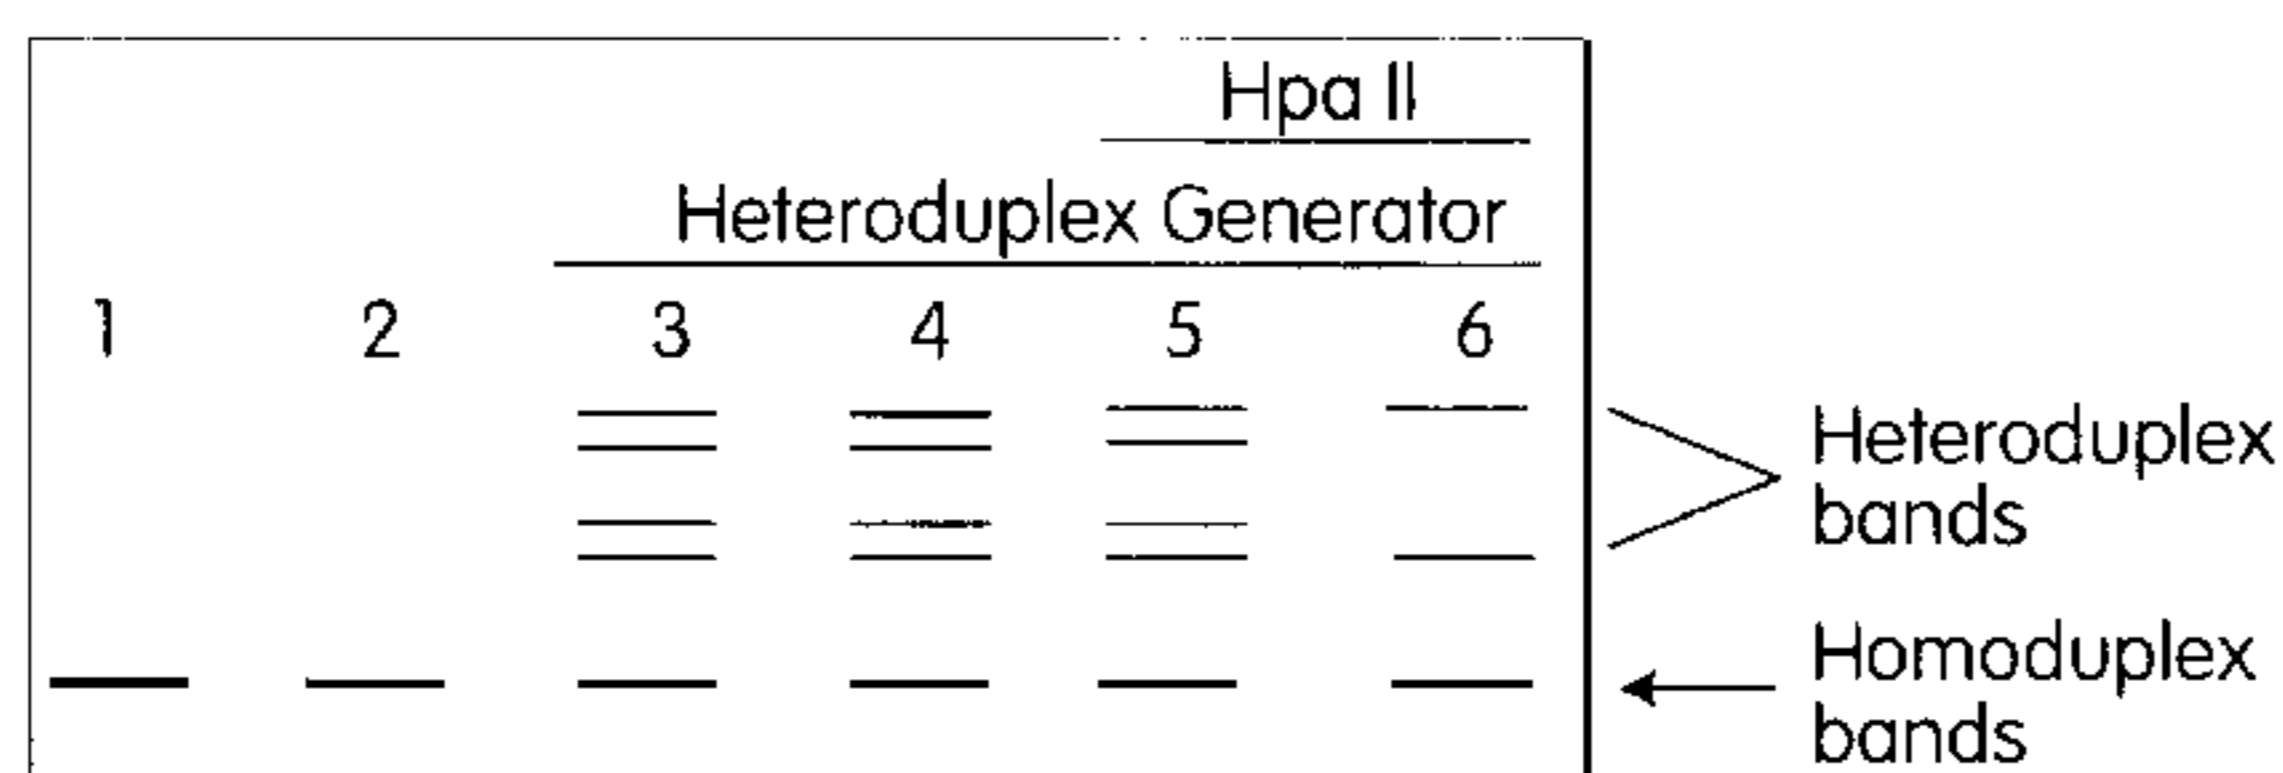 Hpa II
Heteroduplex Generator
1 2 3 4 5 6
Heteroduplex
bands
Homoduplex
bands